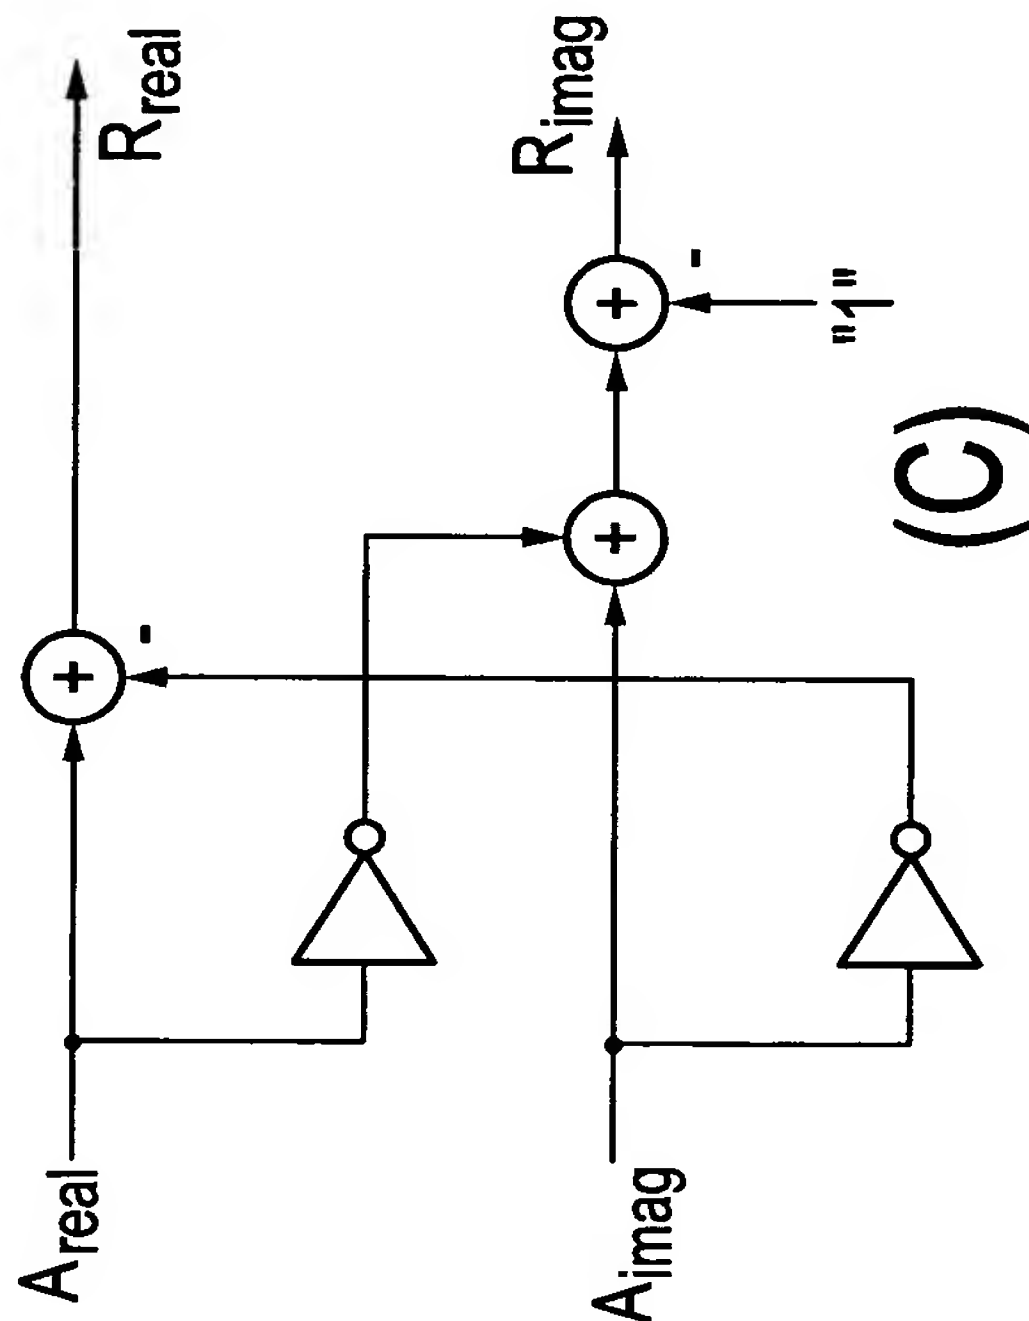 A_real
R_real
+
-
A_imag
+
+
R_imag
-
"1"
(C)